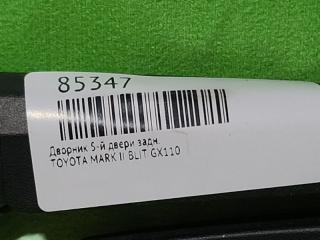 85347
Дворник 5-й двери задн.
TOYOTA MARK II BLIT GX110